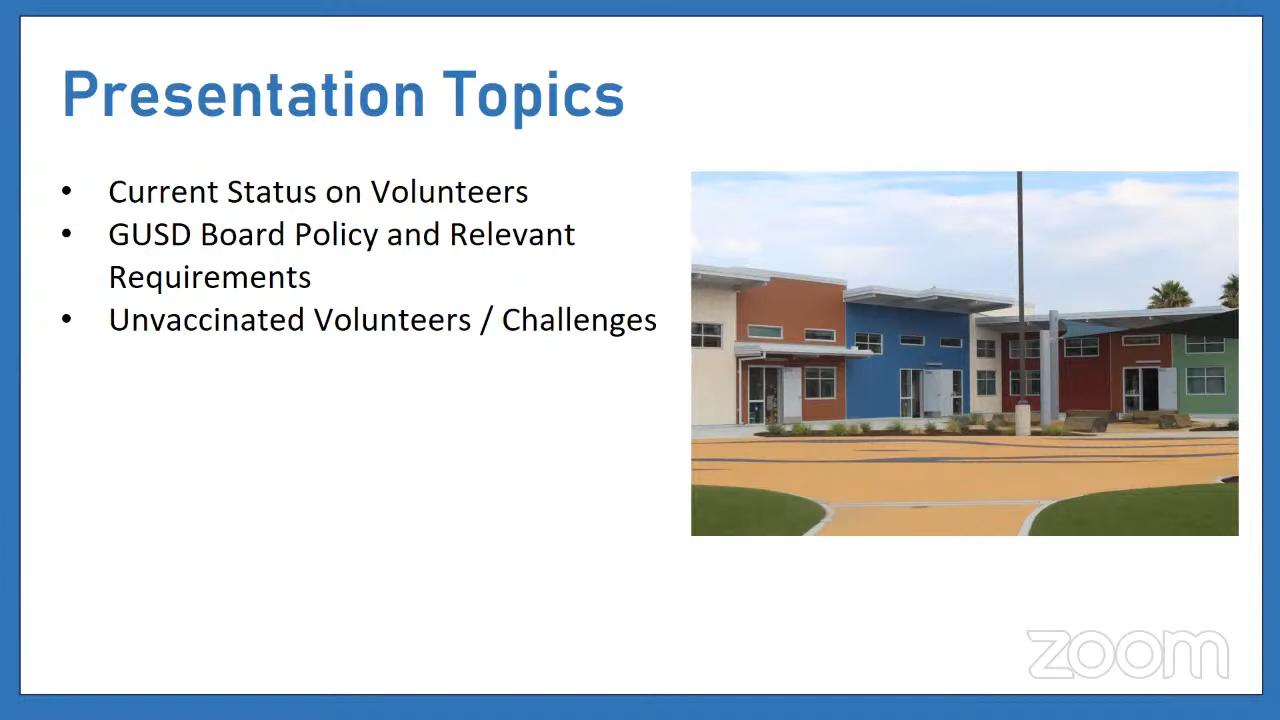 Presentation Topics
• Current Status on Volunteers
• GUSD Board Policy and Relevant
Requirements
• Unvaccinated Volunteers / Challenges
zoom